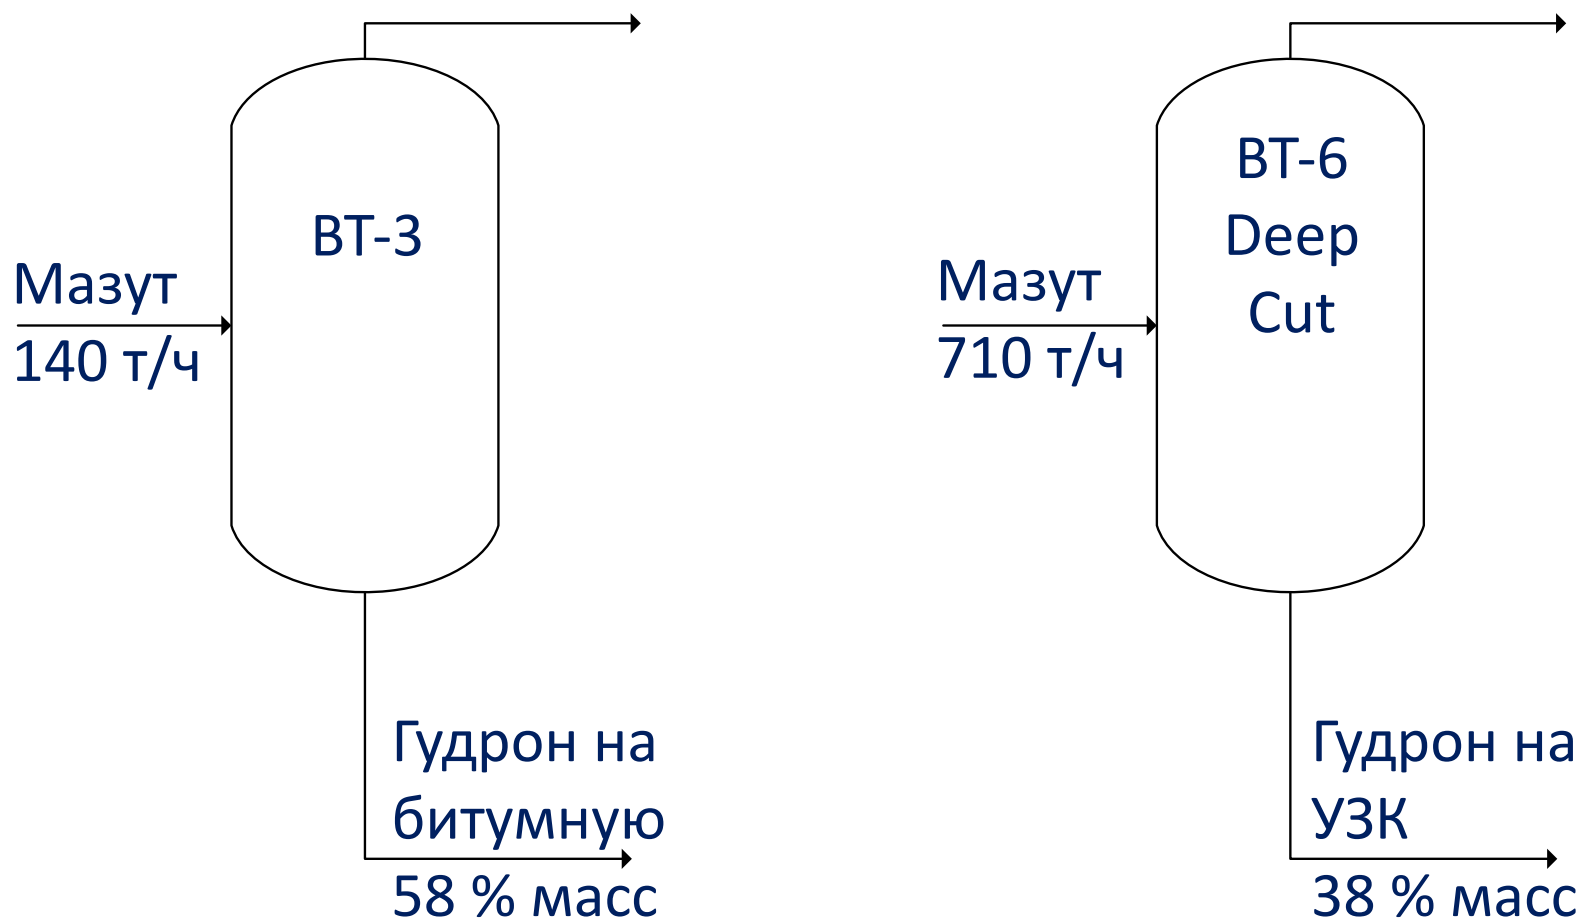 ВТ-3
Мазут
140 т/ч
Гудрон на
битумную
58 % масс
ВТ-6
Deep
Cut
Мазут
710 т/ч
Гудрон на
УЗК
38 % масс